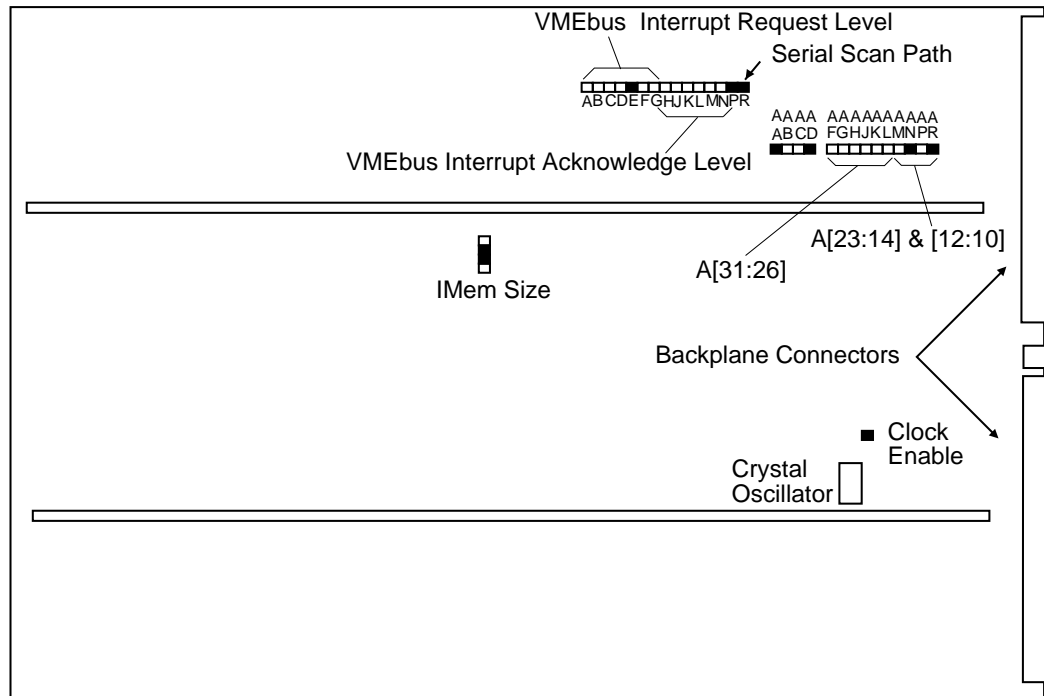 VMEbus Interrupt Request Level
Serial Scan Path
ABCDEFGHJKLMNPR
VMEbus Interrupt Acknowledge Level
AAAA AAAAAAAAAA
ABCD FGHJKLMNPR
A[23:14] & [12:10]
A[31:26]
IMem Size
Backplane Connectors
Clock
Enable
Crystal
Oscillator